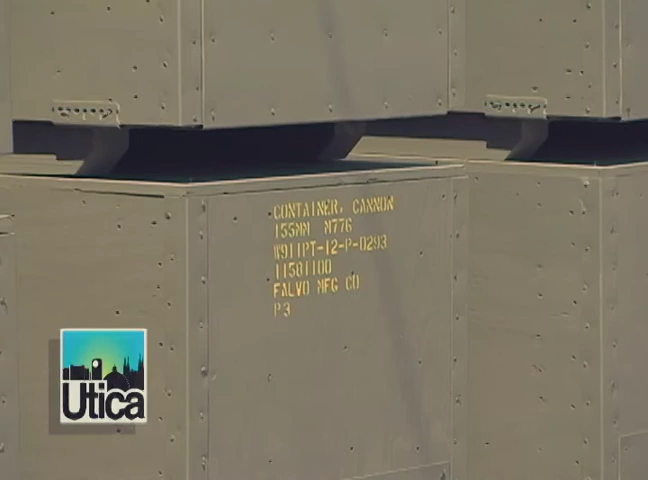 CONTAINER, CANNON
155MM M776
W911PT-12-P-0293
11581100
FALVO MFG CO
P3
Utica